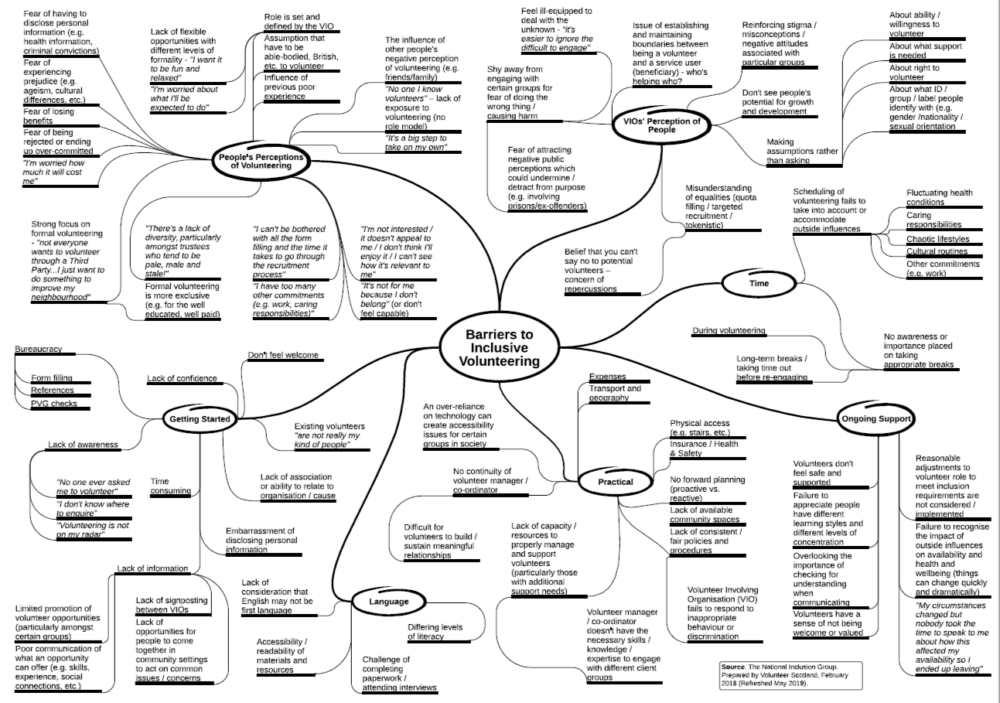 Fear of having to
disclose personal
information (e.g.
health information,
criminal convictions)
Fear of
experiencing
prejudice (e.g.
ageism, cultural
differences, etc.)
Fear of losing
benefits
Fear of being
rejected or ending
up over-committed
"I'm worried how
much it will cost
me"
Lack of flexible
opportunities with
different levels of
formality - "I want it
to be fun and
relaxed"
"I'm worried about
what I'll be
expected to do"
Role is set and
defined by the VIO
Assumption that
have to be
able-bodied, British,
etc. to volunteer
Influence of
previous poor
experience
The influence of
other people's
negative perception
of volunteering (e.g.
friends/family)
"No one I know
volunteers" – lack of
exposure to
volunteering (no
role model)
"It's a big step to
take on my own"
People's Perceptions
of Volunteering
Strong focus on
formal volunteering
- "not everyone
wants to volunteer
through a Third
Party...I just want to
do something to
improve my
neighbourhood"
"There's a lack of
diversity, particularly
amongst trustees
who tend to be
pale, male and
stale!"
Formal volunteering
is more exclusive
(e.g. for the well
educated, well paid)
"I can't be bothered
with all the form
filling and the time it
takes to go through
the recruitment
process"
"I have too many
other commitments
(e.g. work, caring
responsibilities)"
"I'm not interested /
it doesn't appeal to
me / I don't think I'll
enjoy it / I can't see
how it's relevant to
me"
"It's not for me
because I don't
belong" (or don't
feel capable)
Feel ill-equipped to
deal with the
unknown - "it's
easier to ignore the
difficult to engage"
Shy away from
engaging with
certain groups for
fear of doing the
wrong thing /
causing harm
Fear of attracting
negative public
perceptions which
could undermine /
detract from purpose
(e.g. involving
prisons/ex-offenders)
Issue of establishing
and maintaining
boundaries between
being a volunteer
and a service user
(beneficiary) - who's
helping who?
VIOs' Perception of
People
Reinforcing stigma /
misconceptions /
negative attitudes
associated with
particular groups
Don't see people's
potential for growth
and development
Making
assumptions rather
than asking
About ability /
willingness to
volunteer
About what support
is needed
About right to
volunteer
About what ID /
group / label people
identify with (e.g.
gender /nationality /
sexual orientation
Misunderstanding
of equalities (quota
filling / targeted
recruitment /
tokenistic)
Belief that you can't
say no to potential
volunteers –
concern of
repercussions
Scheduling of
volunteering fails to
take into account or
accommodate
outside influences
Fluctuating health
conditions
Caring
responsibilities
Chaotic lifestyles
Cultural routines
Other commitments
(e.g. work)
Time
During volunteering
Long-term breaks /
taking time out
before re-engaging
No awareness or
importance placed
on taking
appropriate breaks
Barriers to
Inclusive
Volunteering
Bureaucracy
Form filling
References
PVG checks
Lack of confidence
Don't feel welcome
Getting Started
Existing volunteers
"are not really my
kind of people"
Lack of awareness
"No one ever asked
me to volunteer"
"I don't know where
to enquire"
"Volunteering is not
on my radar"
Time
consuming
Lack of association
or ability to relate to
organisation / cause
Embarrassment of
disclosing personal
information
Lack of information
Limited promotion of
volunteer opportunities
(particularly amongst
certain groups)
Poor communication of
what an opportunity
can offer (e.g. skills,
experience, social
connections, etc.)
Lack of signposting
between VIOs
Lack of
opportunities for
people to come
together in
community settings
to act on common
issues / concerns
Language
Lack of
consideration that
English may not be
first language
Accessibility /
readability of
materials and
resources
Differing levels
of literacy
Challenge of
completing
paperwork /
attending interviews
Practical
Expenses
Transport and
geography
An over-reliance
on technology can
create accessibility
issues for certain
groups in society
No continuity of
volunteer manager /
co-ordinator
Difficult for
volunteers to build /
sustain meaningful
relationships
Physical access
(e.g. stairs, etc.)
Insurance / Health
& Safety
No forward planning
(proactive vs.
reactive)
Lack of available
community spaces
Lack of consistent /
fair policies and
procedures
Volunteer Involving
Organisation (VIO)
fails to respond to
inappropriate
behaviour or
discrimination
Lack of capacity /
resources to
properly manage
and support
volunteers
(particularly those
with additional
support needs)
Volunteer manager
/ co-ordinator
doesn't have the
necessary skills /
knowledge /
expertise to engage
with different client
groups
Ongoing Support
Volunteers don't
feel safe and
supported
Failure to
appreciate people
have different
learning styles and
different levels of
concentration
Overlooking the
importance of
checking for
understanding
when
communicating
Volunteers have a
sense of not being
welcome or valued
Reasonable
adjustments to
volunteer role to
meet inclusion
requirements are
not considered /
implemented
Failure to recognise
the impact of
outside influences
on availability and
health and
wellbeing (things
can change quickly
and dramatically)
"My circumstances
changed but
nobody took the
time to speak to me
about how this
affected my
availability so I
ended up leaving"
Source: The National Inclusion Group.
Prepared by Volunteer Scotland, February
2018 (Refreshed May 2019).